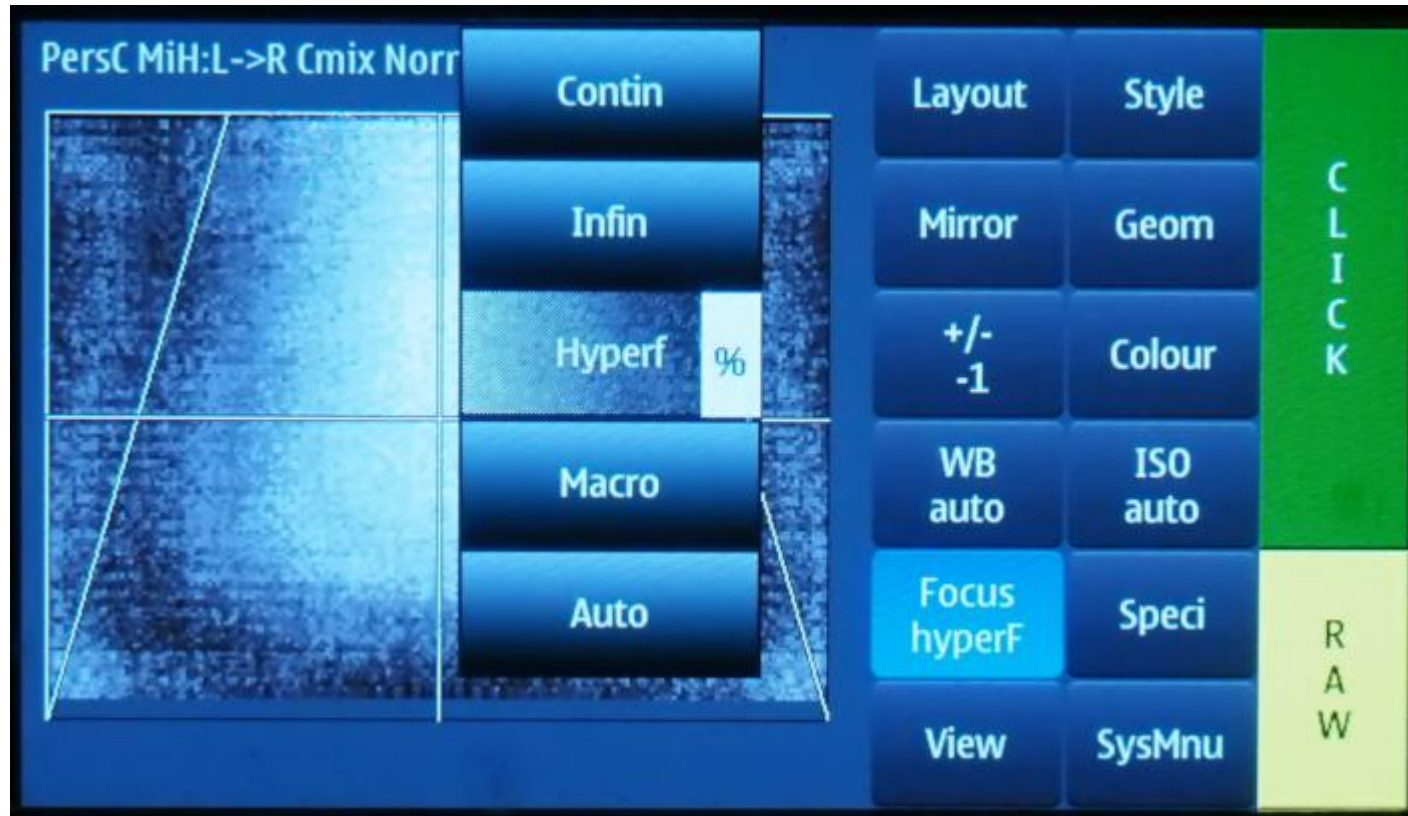 PersC MiH:L->R Cmix Norr
Contin
Infin
Hyperf %
Macro
Auto
Layout
Style
Mirror
Geom
+/-
-1
Colour
WB
auto
ISO
auto
Focus
hyperF
Speci
View
SysMnu
CLICK
RAW